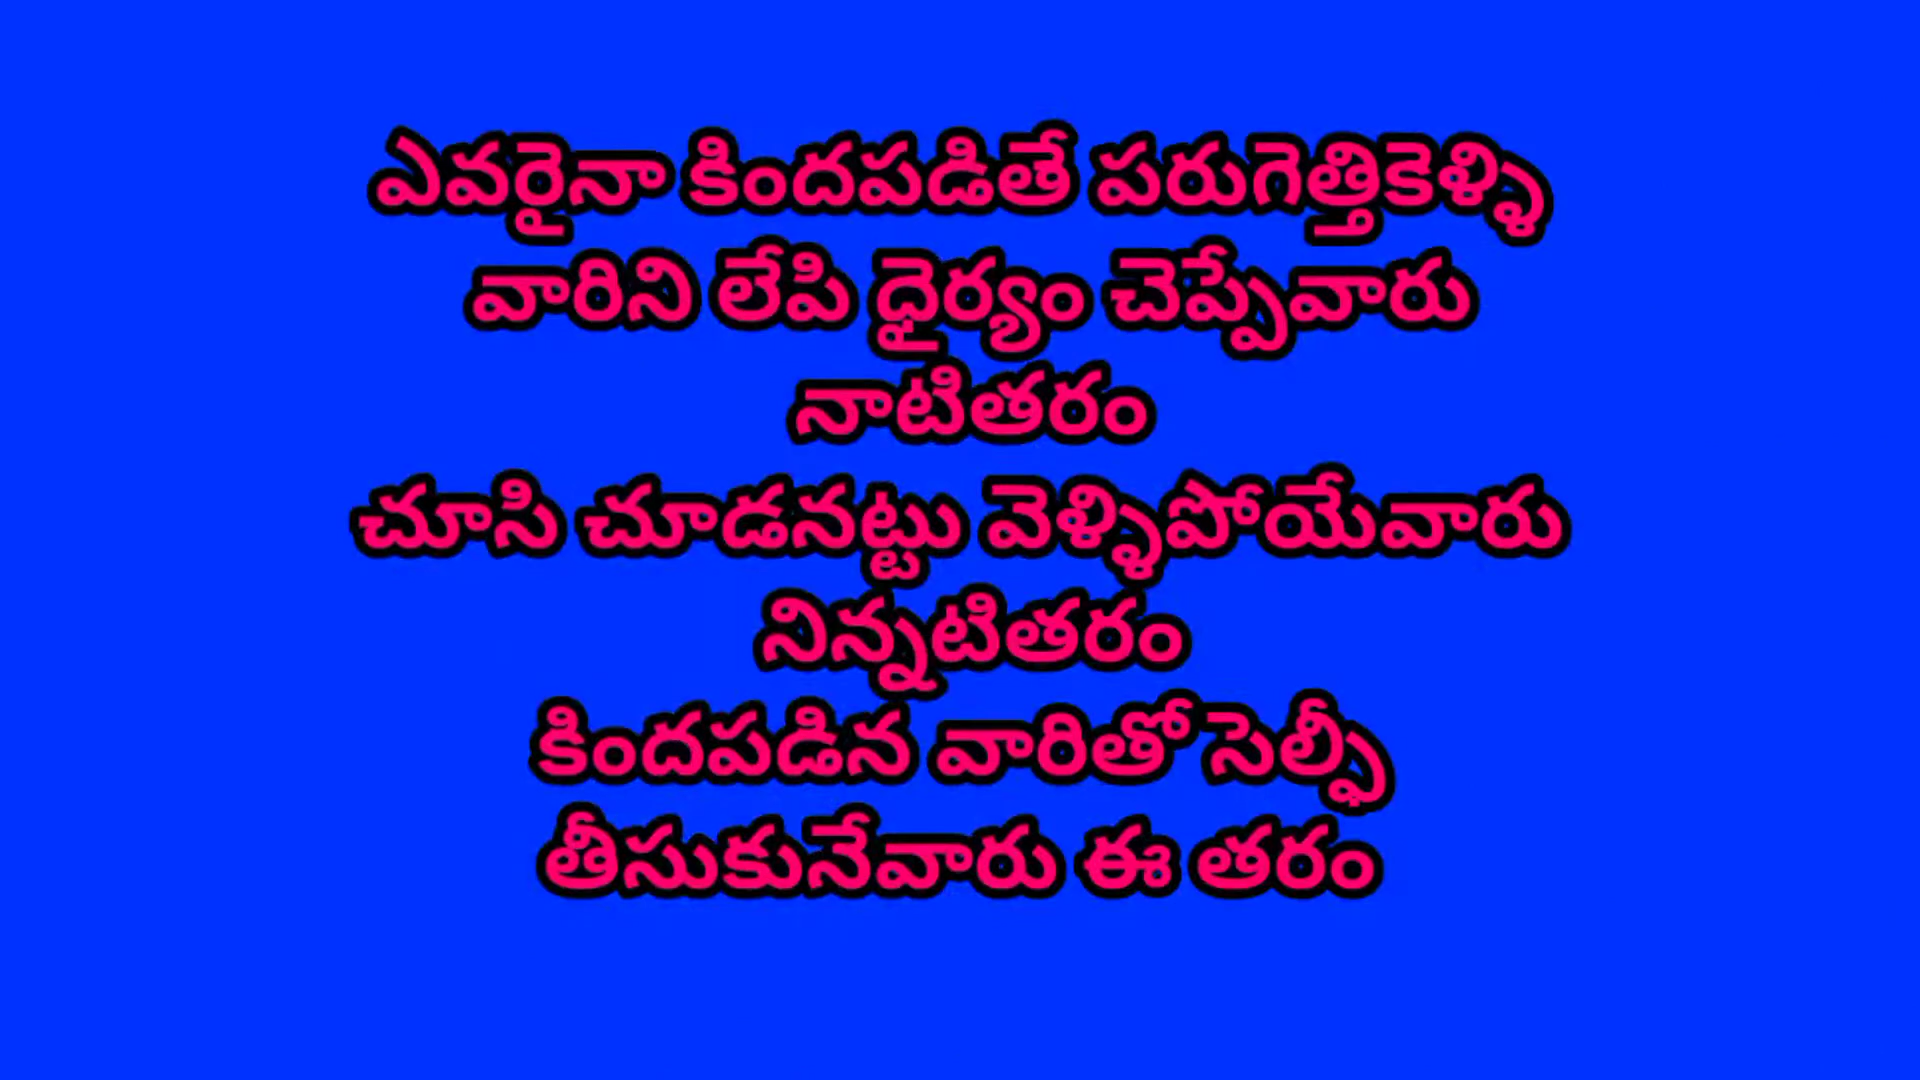 ఎవరైనా కిందపడితే పరుగెత్తికెళ్ళి
వారిని లేపి ధైర్యం చెప్పేవారు
నాటితరం
చూసి చూడనట్టు వెళ్ళిపోయేవారు
నిన్నటితరం
కిందపడిన వారితో సెల్ఫీ
తీసుకునేవారు ఈ తరం